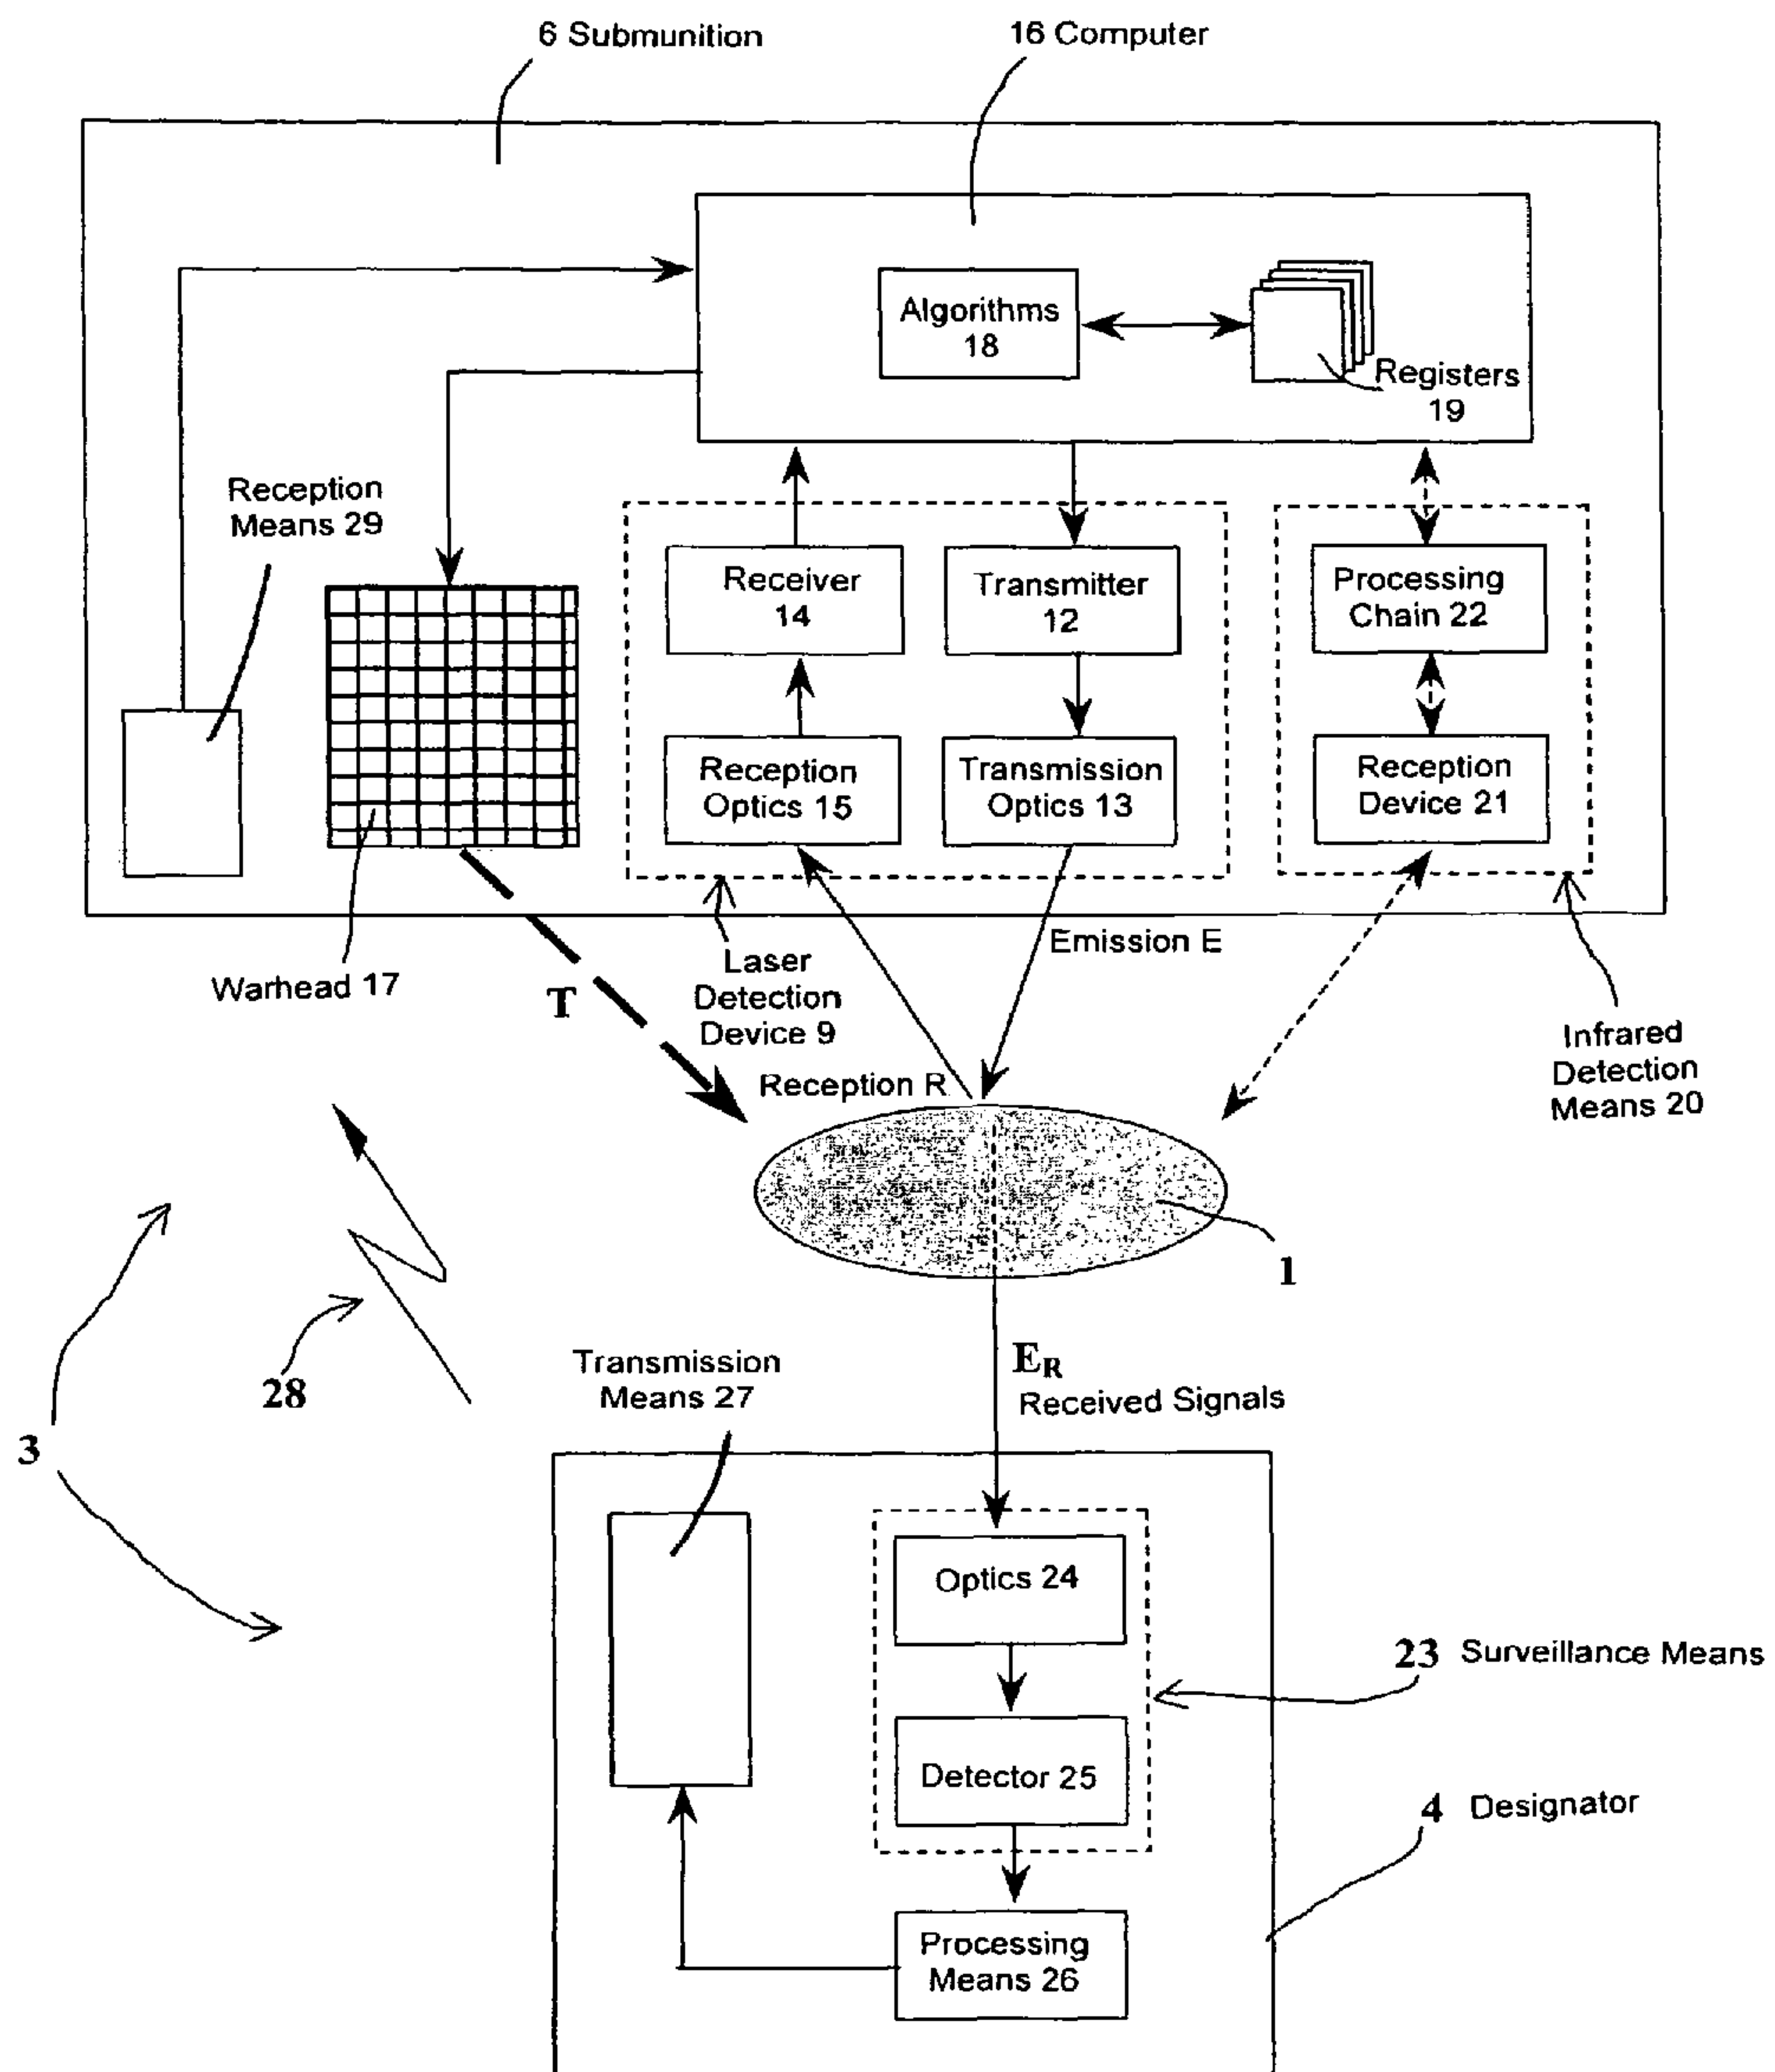 6 Submunition
16 Computer
Algorithms
18
Registers
19
Reception
Means 29
Receiver
14
Transmitter
12
Processing
Chain 22
Reception
Optics 15
Transmission
Optics 13
Reception
Device 21
Warhead 17
T
Laser
Detection
Device 9
Emission E
Infrared
Detection
Means 20
Reception R
1
28
3
Transmission
Means 27
ER
Received Signals
Optics 24
23 Surveillance Means
Detector 25
4 Designator
Processing
Means 26